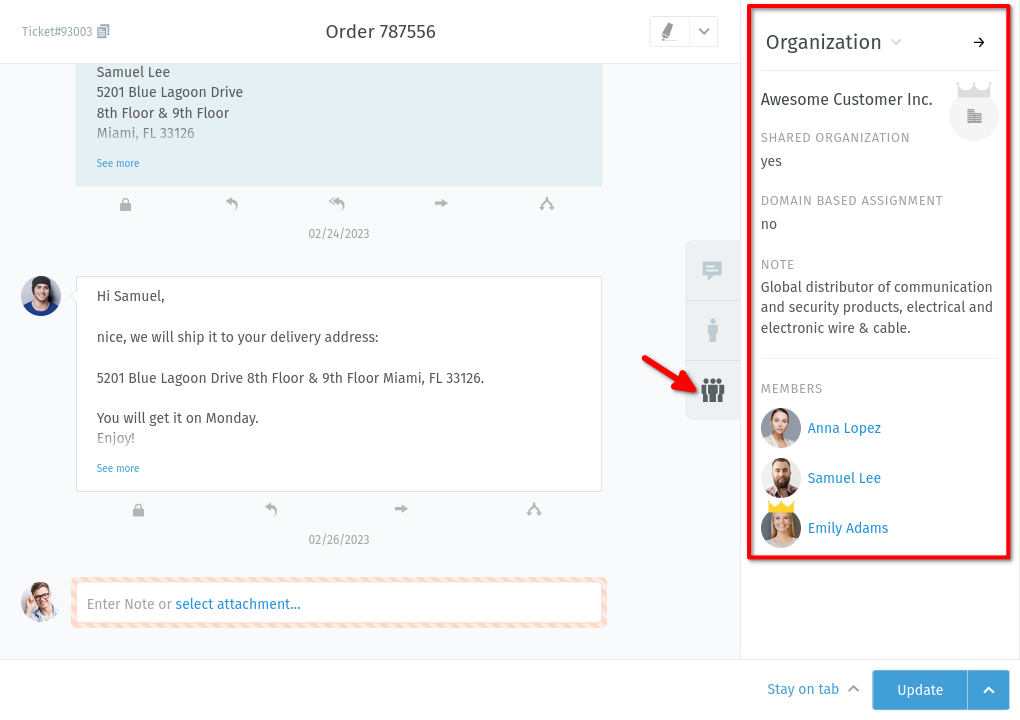 Ticket#93003
Order 787556
Samuel Lee
5201 Blue Lagoon Drive
8th Floor & 9th Floor
Miami, FL 33126
See more
02/24/2023
Hi Samuel,
nice, we will ship it to your delivery address:
5201 Blue Lagoon Drive 8th Floor & 9th Floor Miami, FL 33126.
You will get it on Monday.
Enjoy!
See more
02/26/2023
Enter Note or select attachment...
Organization
Awesome Customer Inc.
SHARED ORGANIZATION
yes
DOMAIN BASED ASSIGNMENT
no
NOTE
Global distributor of communication
and security products, electrical and
electronic wire & cable.
MEMBERS
Anna Lopez
Samuel Lee
Emily Adams
Stay on tab
Update